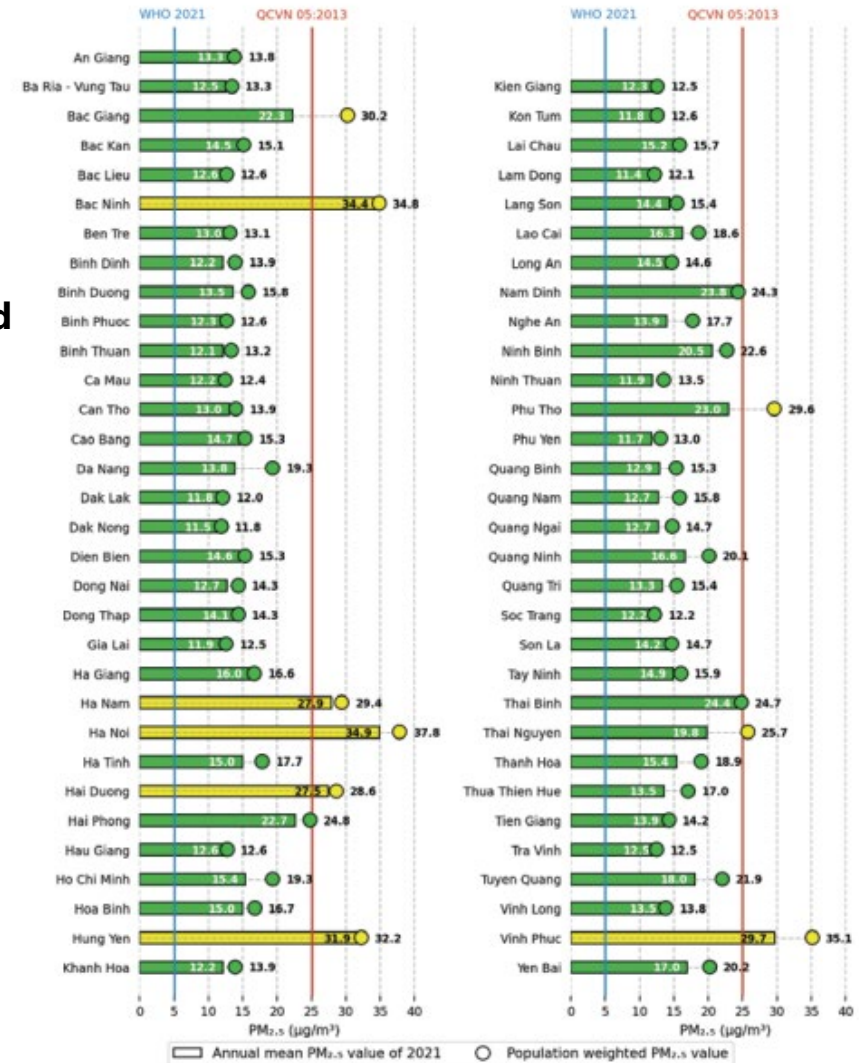 WHO 2021 QCVN 05:2013
An Giang 13.3 13.8
Ba Ria - Vung Tau 12.5 13.3
Bac Giang 22.3 30.2
Bac Kan 14.5 15.1
Bac Lieu 12.6 12.6
Bac Ninh 34.4 34.8
Ben Tre 13.0 13.1
Binh Dinh 12.2 13.9
Binh Duong 13.5 15.8
Binh Phuoc 12.3 12.6
Binh Thuan 12.1 13.2
Ca Mau 12.2 12.4
Can Tho 13.0 13.9
Cao Bang 14.7 15.3
Da Nang 13.8 19.3
Dak Lak 11.8 12.0
Dak Nong 11.5 11.8
Dien Bien 14.6 15.3
Dong Nai 12.7 14.3
Dong Thap 14.1 14.3
Gia Lai 11.9 12.5
Ha Giang 16.0 16.6
Ha Nam 27.9 29.4
Ha Noi 34.9 37.8
Ha Tinh 15.0 17.7
Hai Duong 27.5 28.6
Hai Phong 22.7 24.8
Hau Giang 12.6 12.6
Ho Chi Minh 15.4 19.3
Hoa Binh 15.0 16.7
Hung Yen 31.9 32.2
Khanh Hoa 12.2 13.9
0 5 10 15 20 25 30 35 40
PM₂.₅ (µg/m³)
WHO 2021 QCVN 05:2013
Kien Giang 12.3 12.5
Kon Tum 11.8 12.6
Lai Chau 15.2 15.7
Lam Dong 11.4 12.1
Lang Son 14.4 15.4
Lao Cai 16.3 18.6
Long An 14.5 14.6
Nam Dinh 23.8 24.3
Nghe An 13.9 17.7
Ninh Binh 20.5 22.6
Ninh Thuan 11.9 13.5
Phu Tho 23.0 29.6
Phu Yen 11.7 13.0
Quang Binh 12.9 15.3
Quang Nam 12.7 15.8
Quang Ngai 12.7 14.7
Quang Ninh 16.6 20.1
Quang Tri 13.3 15.4
Soc Trang 12.2 12.2
Son La 14.2 14.7
Tay Ninh 14.9 15.9
Thai Binh 24.4 24.7
Thai Nguyen 19.8 25.7
Thanh Hoa 15.4 18.9
Thua Thien Hue 13.5 17.0
Tien Giang 13.9 14.2
Tra Vinh 12.5 12.5
Tuyen Quang 18.0 21.9
Vinh Long 13.5 13.8
Vinh Phuc 29.7 35.1
Yen Bai 17.0 20.2
0 5 10 15 20 25 30 35 40
PM₂.₅ (µg/m³)
Annual mean PM₂.₅ value of 2021 Population weighted PM₂.₅ value